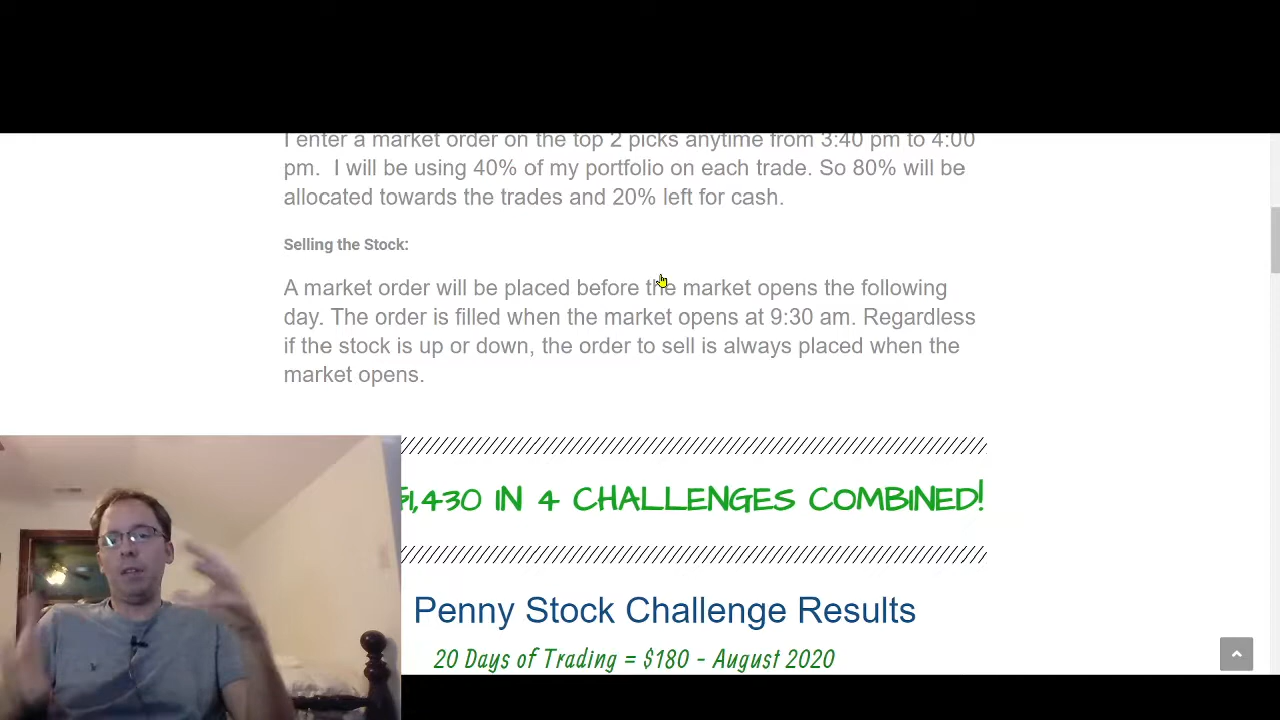 I enter a market order on the top 2 picks anytime from 3:40 pm to 4:00
pm. I will be using 40% of my portfolio on each trade. So 80% will be
allocated towards the trades and 20% left for cash.
Selling the Stock:
A market order will be placed before the market opens the following
day. The order is filled when the market opens at 9:30 am. Regardless
if the stock is up or down, the order to sell is always placed when the
market opens.
$1,430 IN 4 CHALLENGES COMBINED!
Penny Stock Challenge Results
20 Days of Trading = $180 - August 2020